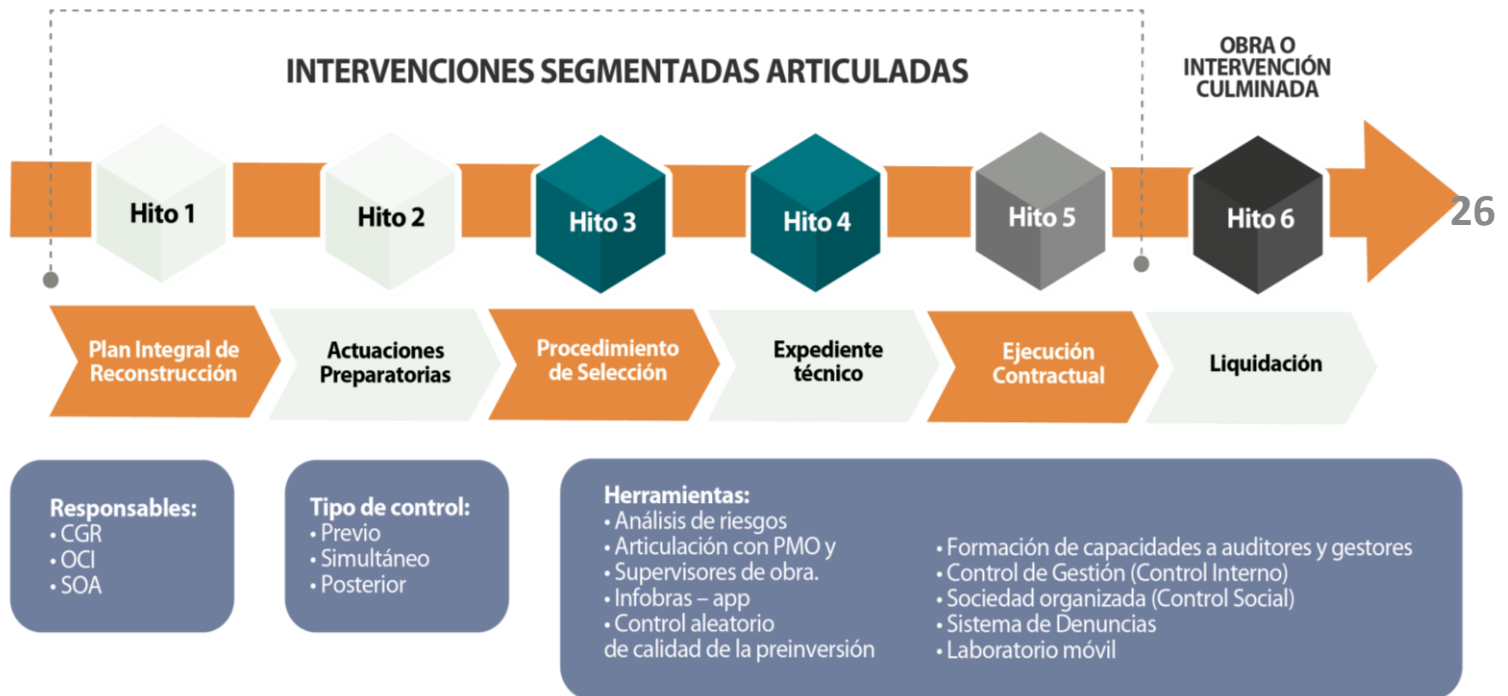 INTERVENCIONES SEGMENTADAS ARTICULADAS
OBRA O
INTERVENCIÓN
CULMINADA
Hito 1
Hito 2
Hito 3
Hito 4
Hito 5
Hito 6
26
Plan Integral de
Reconstrucción
Actuaciones
Preparatorias
Procedimiento
de Selección
Expediente
técnico
Ejecución
Contractual
Liquidación
Responsables:
• CGR
• OCI
• SOA
Tipo de control:
• Previo
• Simultáneo
• Posterior
Herramientas:
• Análisis de riesgos
• Articulación con PMO y
• Supervisores de obra.
• Infobras – app
• Control aleatorio
de calidad de la preinversión
• Formación de capacidades a auditores y gestores
• Control de Gestión (Control Interno)
• Sociedad organizada (Control Social)
• Sistema de Denuncias
• Laboratorio móvil